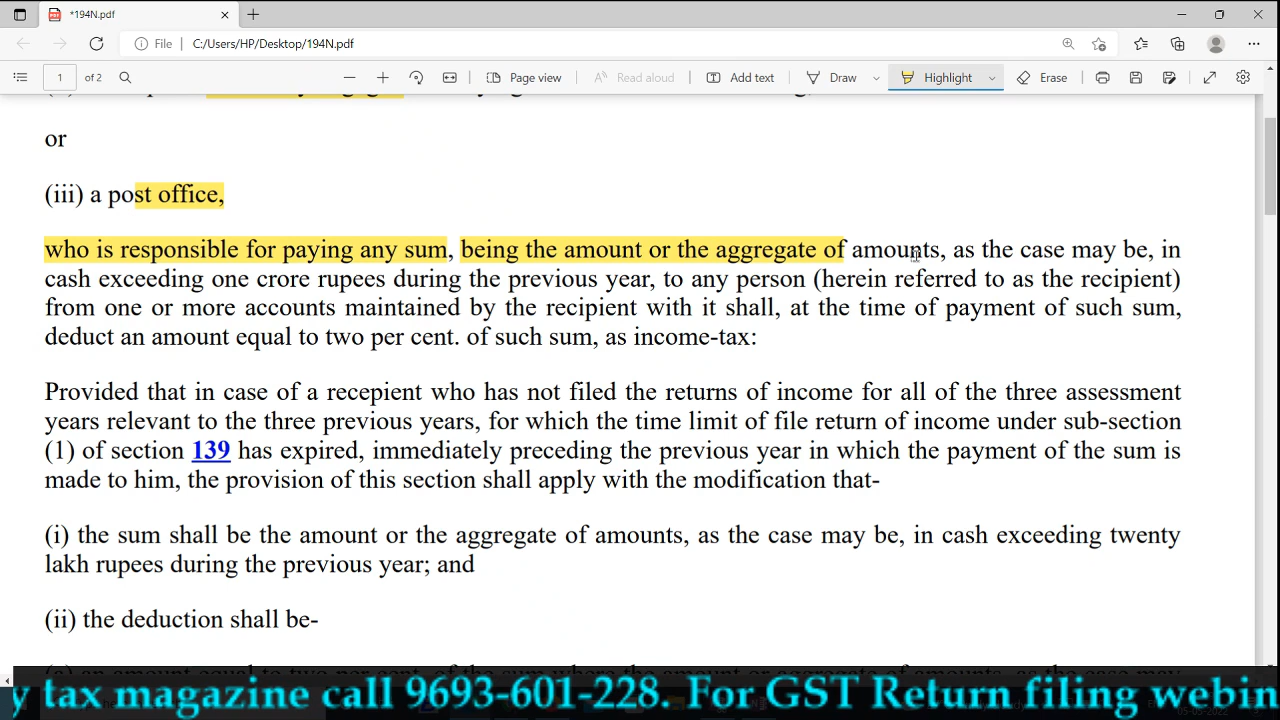 *194N.pdf
File C:/Users/HP/Desktop/194N.pdf
1 of 2 Page view Read aloud Add text Draw Highlight Erase
or
(iii) a post office,
who is responsible for paying any sum, being the amount or the aggregate of amounts, as the case may be, in
cash exceeding one crore rupees during the previous year, to any person (herein referred to as the recipient)
from one or more accounts maintained by the recipient with it shall, at the time of payment of such sum,
deduct an amount equal to two per cent. of such sum, as income-tax:
Provided that in case of a recepient who has not filed the returns of income for all of the three assessment
years relevant to the three previous years, for which the time limit of file return of income under sub-section
(1) of section 139 has expired, immediately preceding the previous year in which the payment of the sum is
made to him, the provision of this section shall apply with the modification that-
(i) the sum shall be the amount or the aggregate of amounts, as the case may be, in cash exceeding twenty
lakh rupees during the previous year; and
(ii) the deduction shall be-
y tax magazine call 9693-601-228. For GST Return filing webin